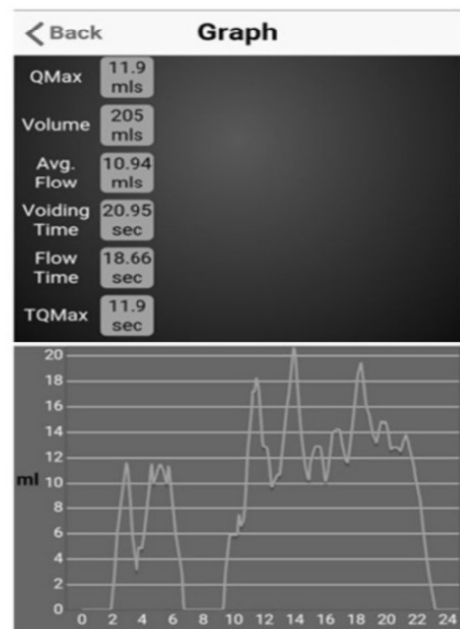 Back Graph
QMax 11.9
mls
Volume 205
mls
Avg.
Flow 10.94
mls
Voiding
Time 20.95
sec
Flow
Time 18.66
sec
TQMax 11.9
sec
20
18
16
14
12
ml 10
8
6
4
2
0
0 2 4 6 8 10 12 14 16 18 20 22 24